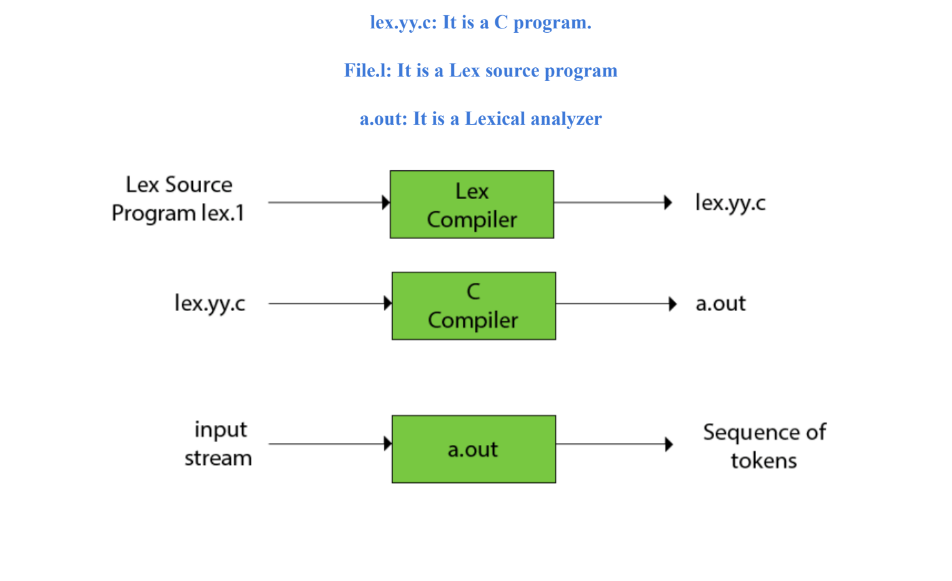 lex.yy.c: It is a C program.
File.l: It is a Lex source program
a.out: It is a Lexical analyzer
Lex Source
Program lex.1
Lex
Compiler
lex.yy.c
lex.yy.c
C
Compiler
a.out
input
stream
a.out
Sequence of
tokens